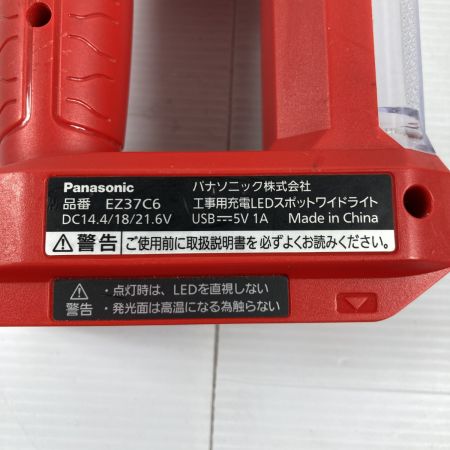 Panasonic パナソニック株式会社
品番 EZ37C6 工事用充電LEDスポットワイドライト
DC14.4/18/21.6V USB⎓5V 1A Made in China
⚠警告 ご使用前に取扱説明書を必ずよくお読みください。
⚠警告
・点灯時は、LEDを直視しない
・発光面は高温になる為触らない